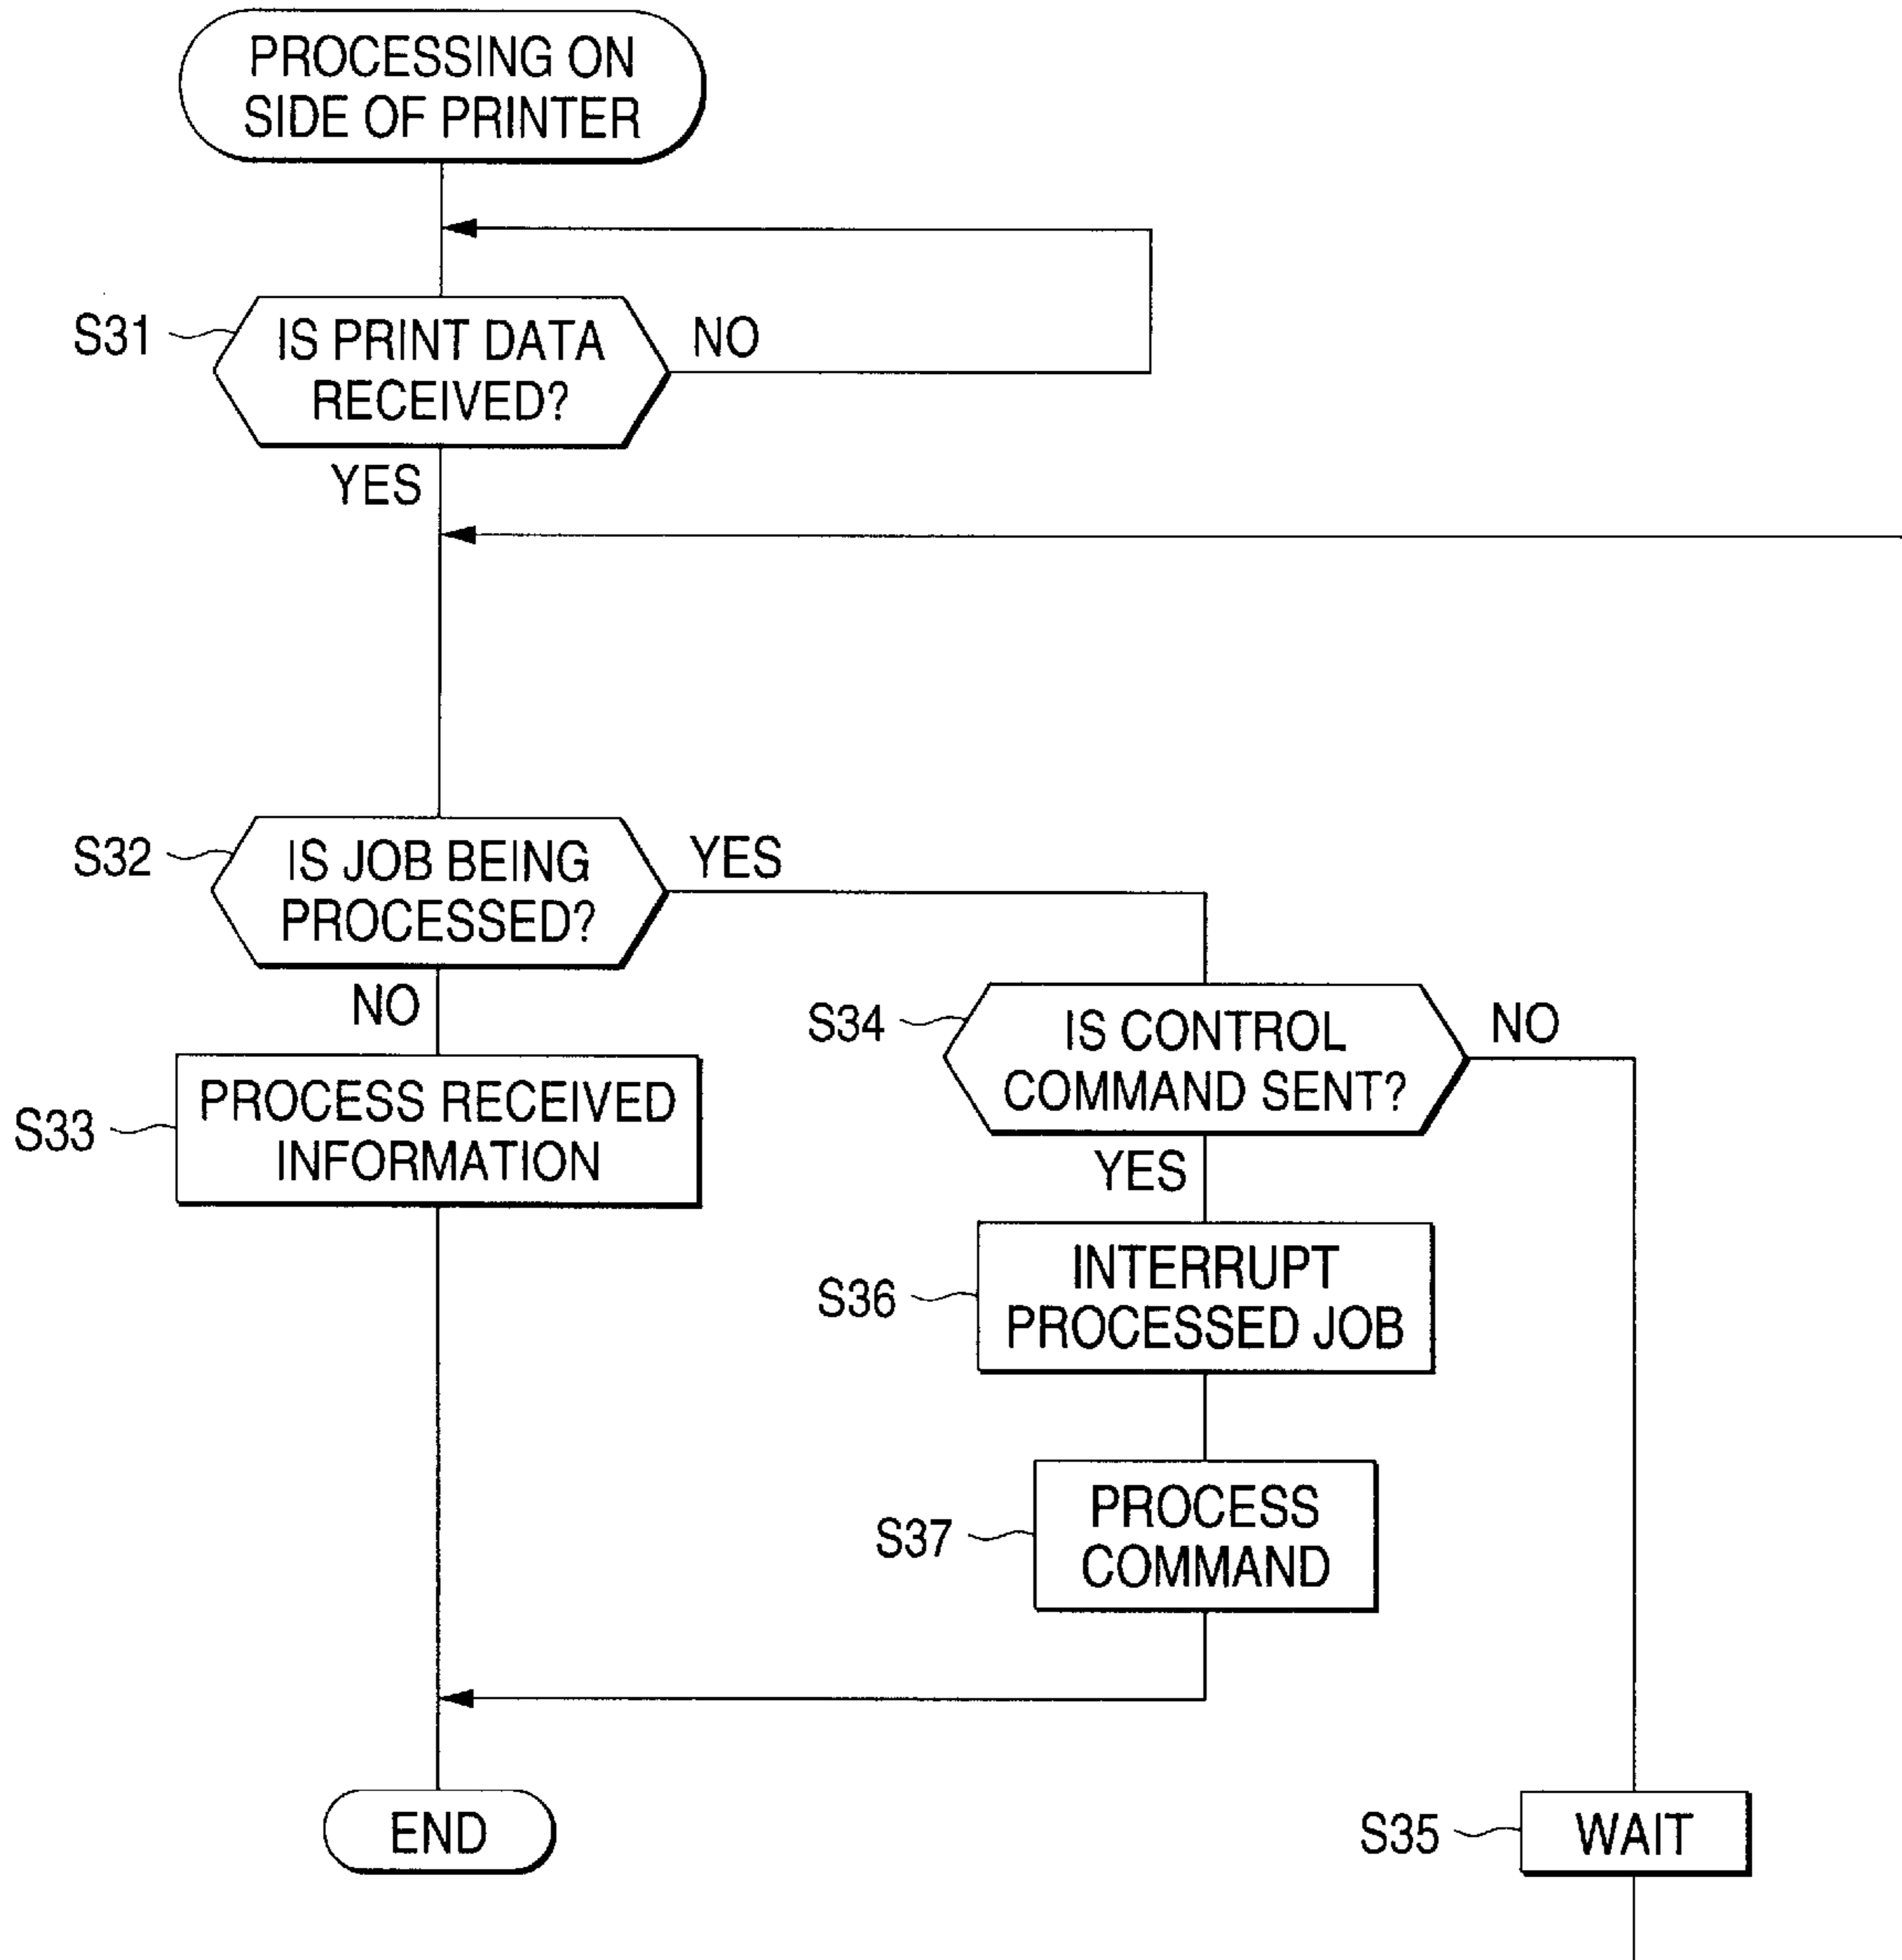 PROCESSING ON
SIDE OF PRINTER
S31
IS PRINT DATA
RECEIVED?
NO
YES
S32
IS JOB BEING
PROCESSED?
YES
NO
S33
PROCESS RECEIVED
INFORMATION
S34
IS CONTROL
COMMAND SENT?
NO
YES
S36
INTERRUPT
PROCESSED JOB
S37
PROCESS
COMMAND
END
S35
WAIT